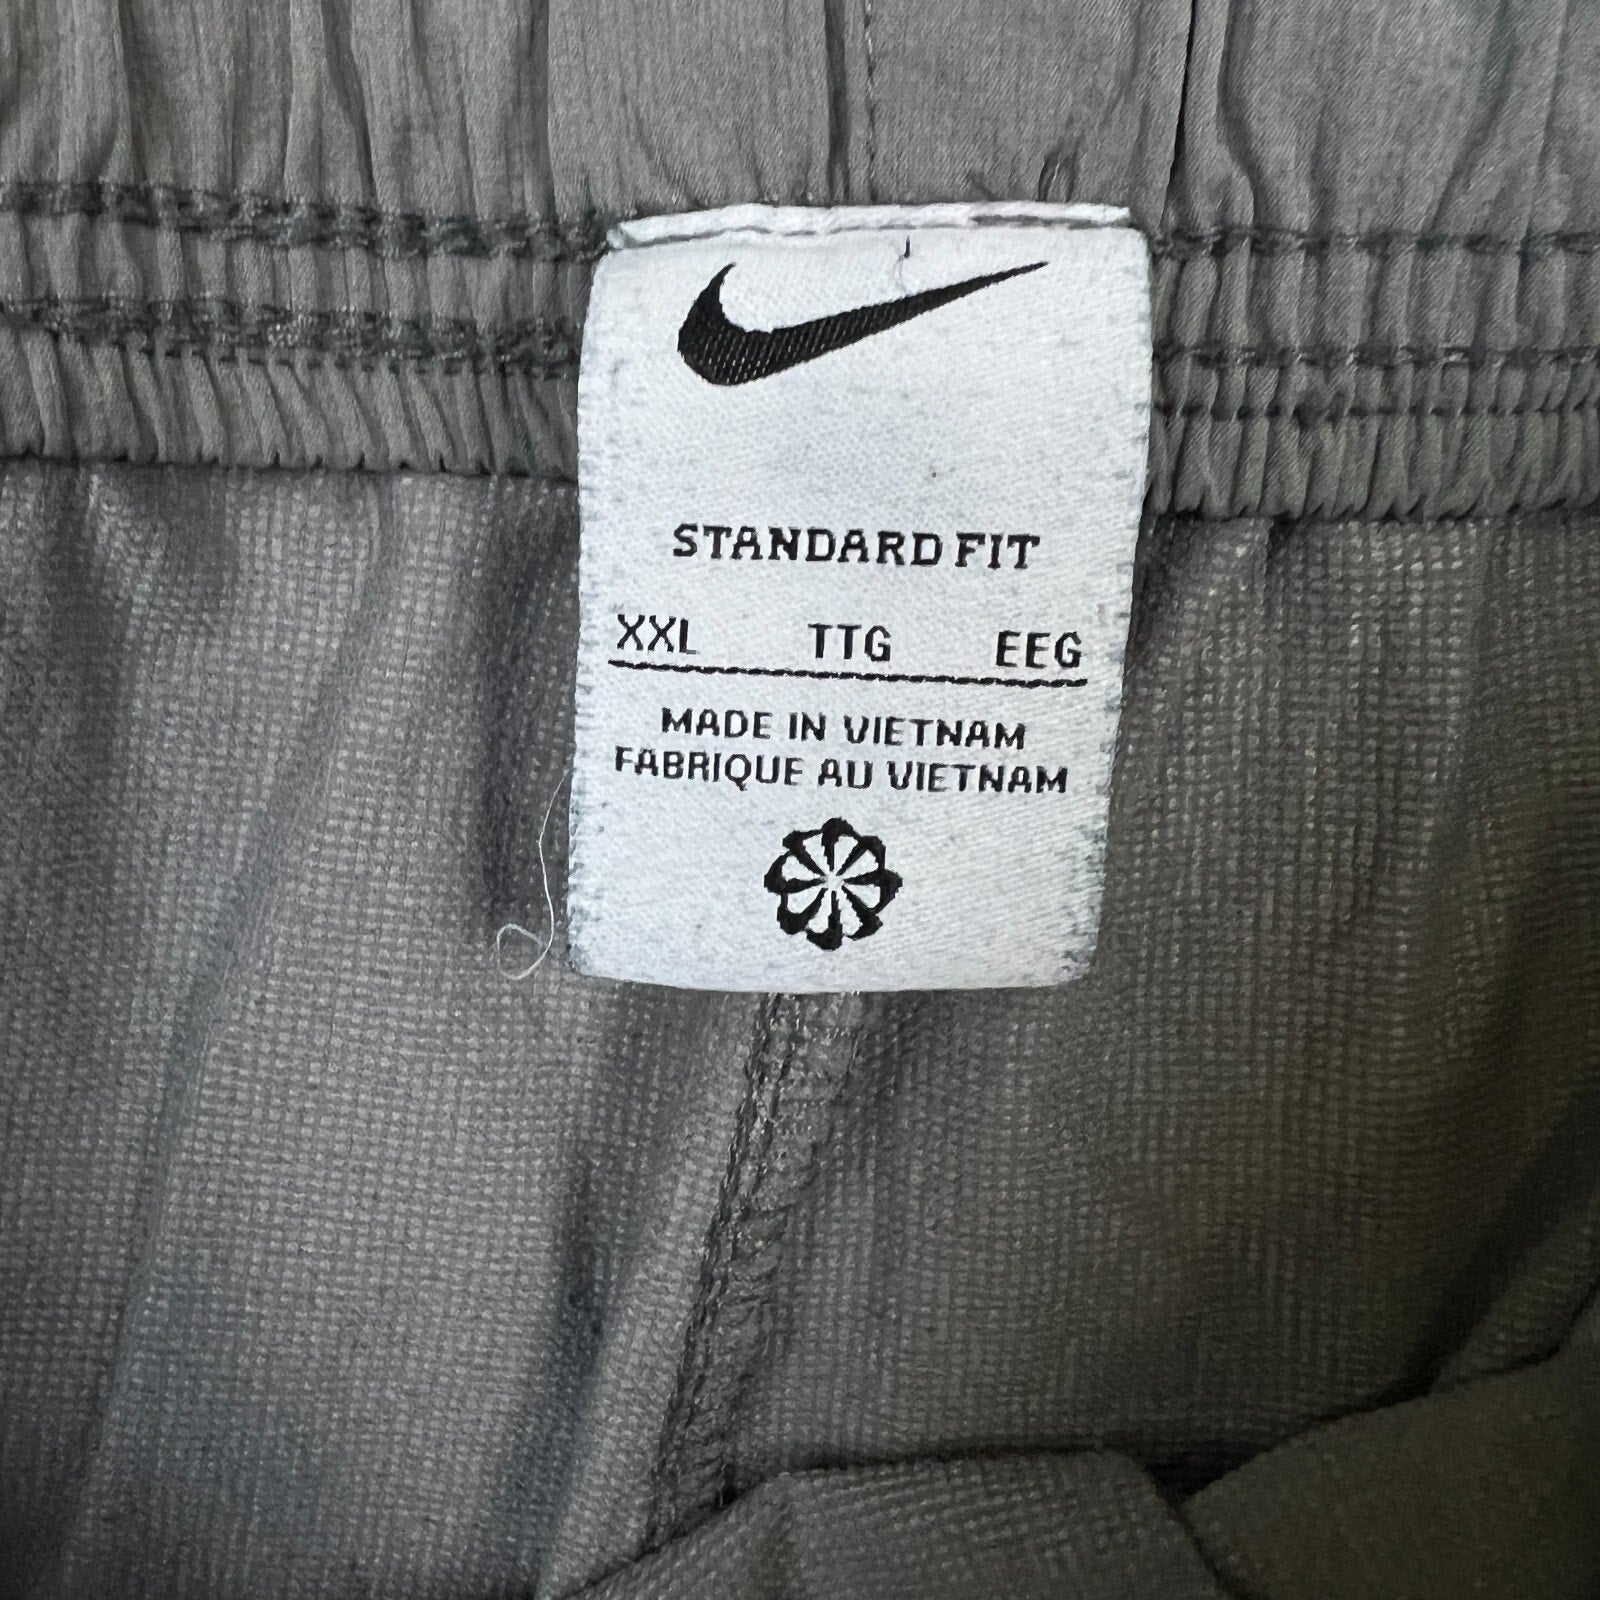 STANDARD FIT
XXL TTG EEG
MADE IN VIETNAM
FABRIQUE AU VIETNAM